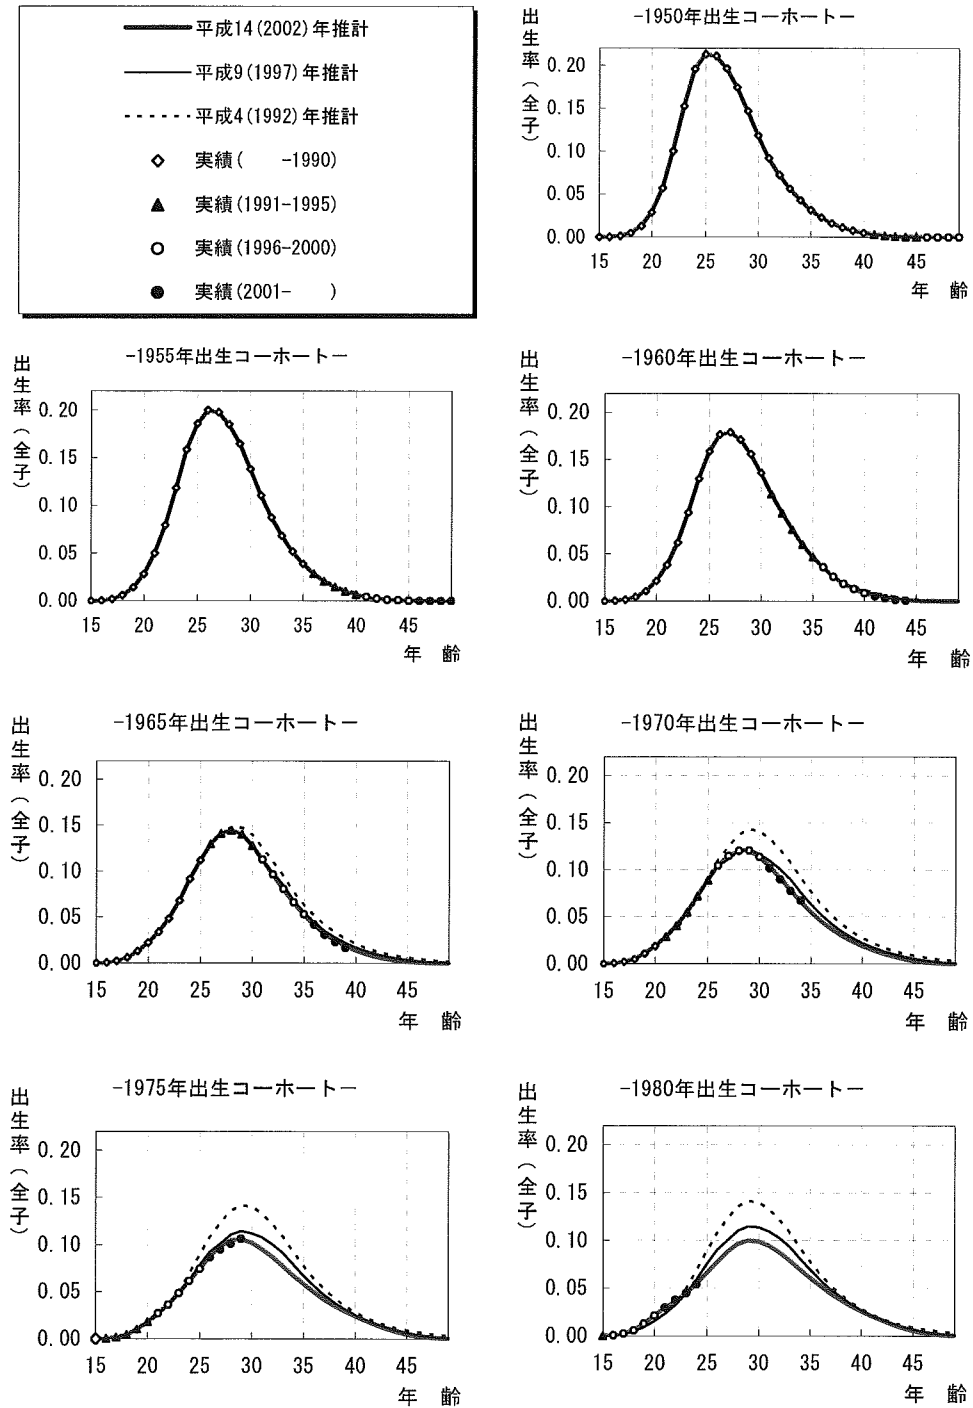 平成14(2002)年推計
平成9(1997)年推計
平成4(1992)年推計
実績(　　-1990)
実績(1991-1995)
実績(1996-2000)
実績(2001-　　)
-1950年出生コーホートー
出生率(全子)
0.20
0.15
0.10
0.05
0.00
15 20 25 30 35 40 45
年　齢
-1955年出生コーホートー
出生率(全子)
0.20
0.15
0.10
0.05
0.00
15 20 25 30 35 40 45
年　齢
-1960年出生コーホートー
出生率(全子)
0.20
0.15
0.10
0.05
0.00
15 20 25 30 35 40 45
年　齢
-1965年出生コーホートー
出生率(全子)
0.20
0.15
0.10
0.05
0.00
15 20 25 30 35 40 45
年　齢
-1970年出生コーホートー
出生率(全子)
0.20
0.15
0.10
0.05
0.00
15 20 25 30 35 40 45
年　齢
-1975年出生コーホートー
出生率(全子)
0.20
0.15
0.10
0.05
0.00
15 20 25 30 35 40 45
年　齢
-1980年出生コーホートー
出生率(全子)
0.20
0.15
0.10
0.05
0.00
15 20 25 30 35 40 45
年　齢